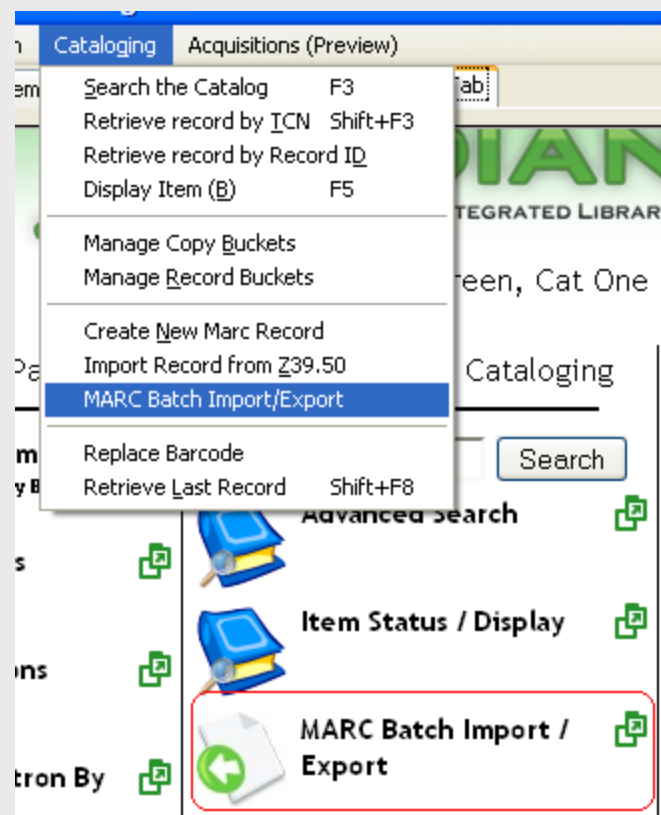 Cataloging Acquisitions (Preview)
Search the Catalog F3
Retrieve record by TCN Shift+F3
Retrieve record by Record ID
Display Item (B) F5
Manage Copy Buckets
Manage Record Buckets
Create New Marc Record
Import Record from Z39.50
MARC Batch Import/Export
Replace Barcode
Retrieve Last Record Shift+F8
Tab
DIAN
TEGRATED LIBRAR
reen, Cat One
Cataloging
Search
Advanced Search
Item Status / Display
MARC Batch Import /
Export
ons
tron By